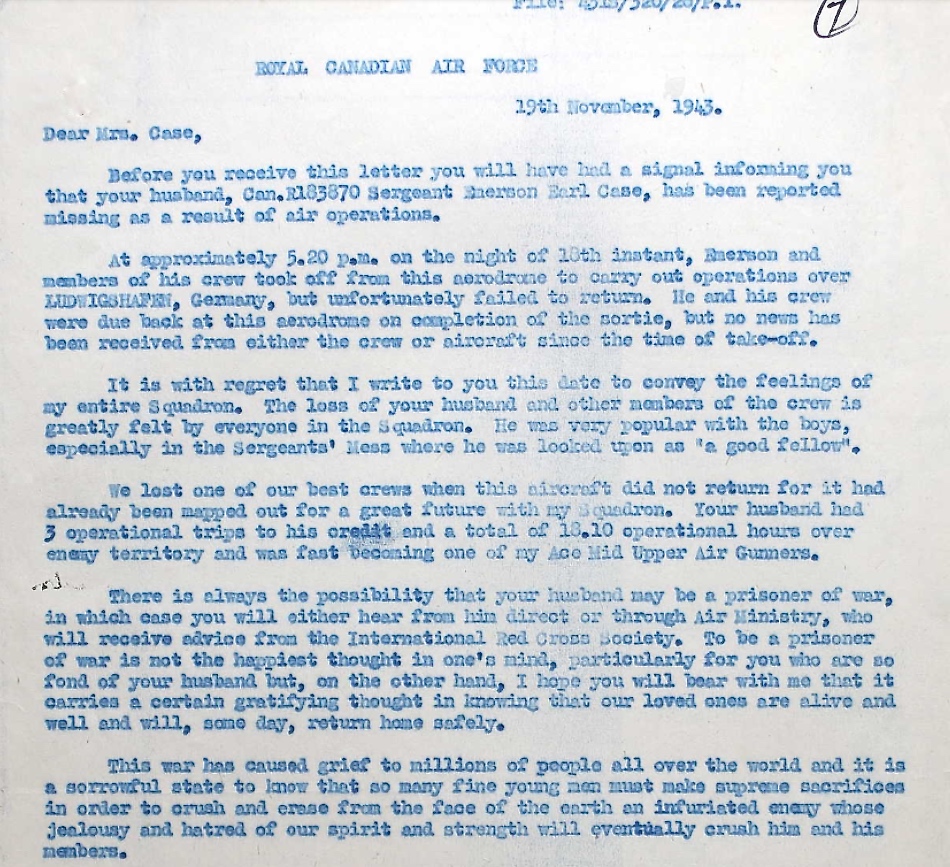 File: 4313/320/28/P.1.
7
ROYAL CANADIAN AIR FORCE
19th November, 1943.
Dear Mrs. Case,
Before you receive this letter you will have had a signal informing you
that your husband, Can.R183870 Sergeant Emerson Earl Case, has been reported
missing as a result of air operations.
At approximately 5.20 p.m. on the night of 18th instant, Emerson and
members of his crew took off from this aerodrome to carry out operations over
LUDWIGSHAFEN, Germany, but unfortunately failed to return. He and his crew
were due back at this aerodrome on completion of the sortie, but no news has
been received from either the crew or aircraft since the time of take-off.
It is with regret that I write to you this date to convey the feelings of
my entire Squadron. The loss of your husband and other members of the crew is
greatly felt by everyone in the Squadron. He was very popular with the boys,
especially in the Sergeants' Mess where he was looked upon as "a good fellow".
We lost one of our best crews when this aircraft did not return for it had
already been mapped out for a great future with my Squadron. Your husband had
3 operational trips to his credit and a total of 18.10 operational hours over
enemy territory and was fast becoming one of my Ace Mid Upper Air Gunners.
There is always the possibility that your husband may be a prisoner of war,
in which case you will either hear from him direct or through Air Ministry, who
will receive advice from the International Red Cross Society. To be a prisoner
of war is not the happiest thought in one's mind, particularly for you who are so
fond of your husband but, on the other hand, I hope you will bear with me that it
carries a certain gratifying thought in knowing that our loved ones are alive and
well and will, some day, return home safely.
This war has caused grief to millions of people all over the world and it is
a sorrowful state to know that so many fine young men must make supreme sacrifices
in order to crush and erase from the face of the earth an infuriated enemy whose
jealousy and hatred of our spirit and strength will eventually crush him and his
members.